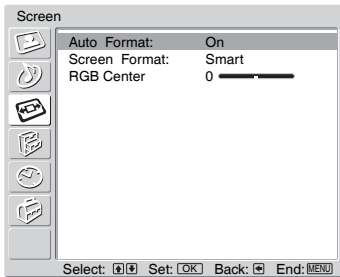 Screen
Auto Format: On
Screen Format: Smart
RGB Center 0
Select: Set: OK Back: End: MENU